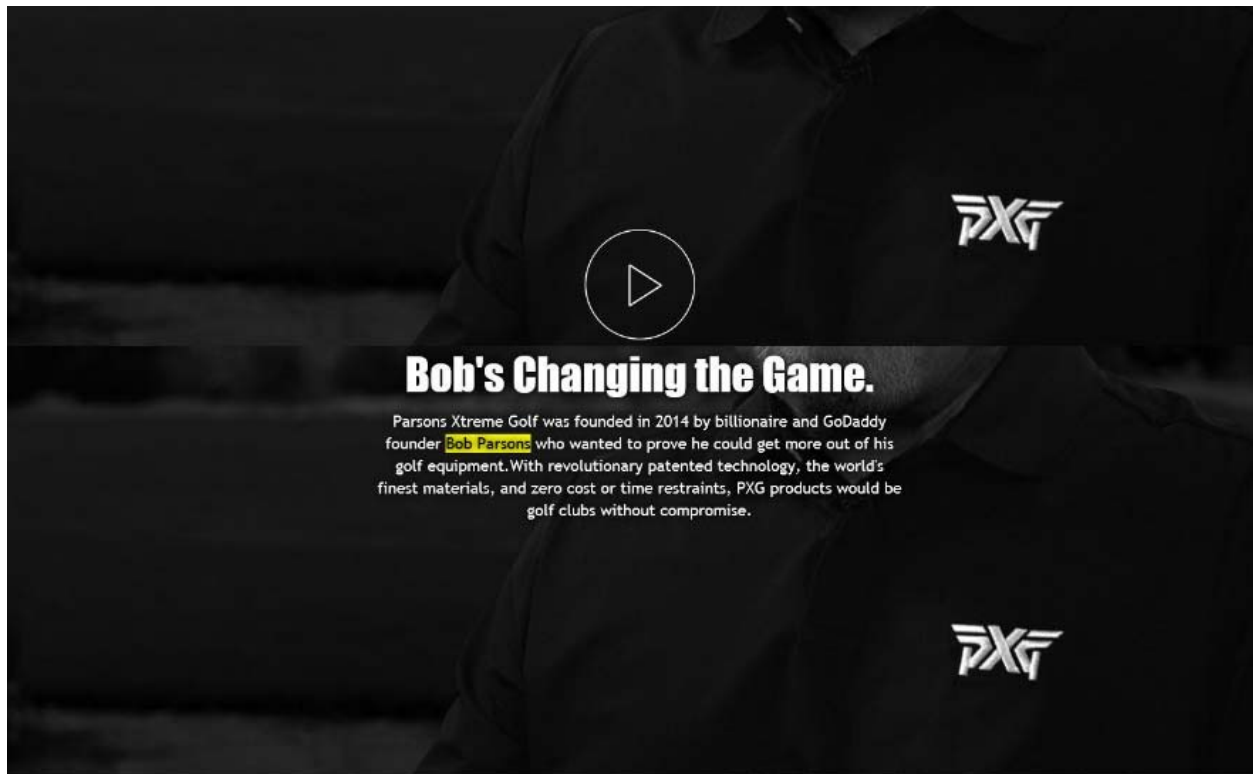 PXG
Bob's Changing the Game.
Parsons Xtreme Golf was founded in 2014 by billionaire and GoDaddy
founder Bob Parsons who wanted to prove he could get more out of his
golf equipment.With revolutionary patented technology, the world's
finest materials, and zero cost or time restraints, PXG products would be
golf clubs without compromise.
PXG